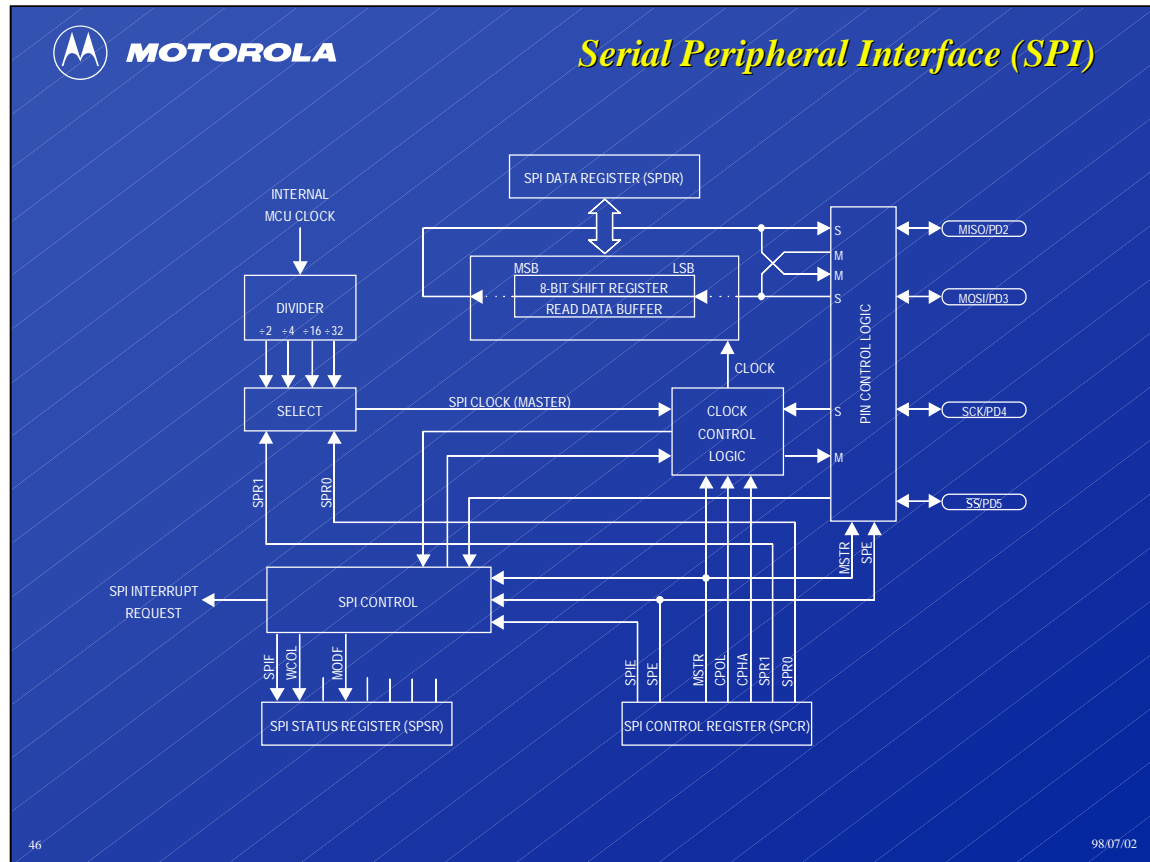 MOTOROLA
Serial Peripheral Interface (SPI)
SPI DATA REGISTER (SPDR)
INTERNAL
MCU CLOCK
DIVIDER
÷2 ÷4 ÷16 ÷32
MSB LSB
8-BIT SHIFT REGISTER
READ DATA BUFFER
S
M
M
S
MISO/PD2
MOSI/PD3
PIN CONTROL LOGIC
CLOCK
SELECT
SPI CLOCK (MASTER)
CLOCK
CONTROL
LOGIC
S
M
SCK/PD4
SS/PD5
SPR1
SPR0
MSTR
SPE
SPI INTERRUPT
REQUEST
SPI CONTROL
SPIF
WCOL
MODF
SPIE
SPE
MSTR
CPOL
CPHA
SPR1
SPR0
SPI STATUS REGISTER (SPSR)
SPI CONTROL REGISTER (SPCR)
46
98/07/02